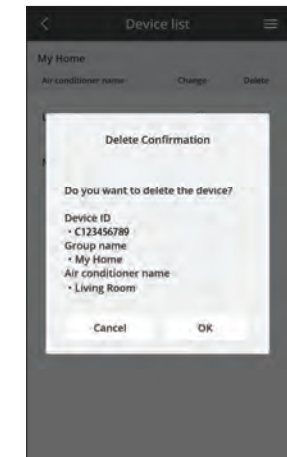 Device list
My Home
Air conditioner name Change Delete
Delete Confirmation
Do you want to delete the device?
Device ID
・C123456789
Group name
・My Home
Air conditioner name
・Living Room
Cancel OK